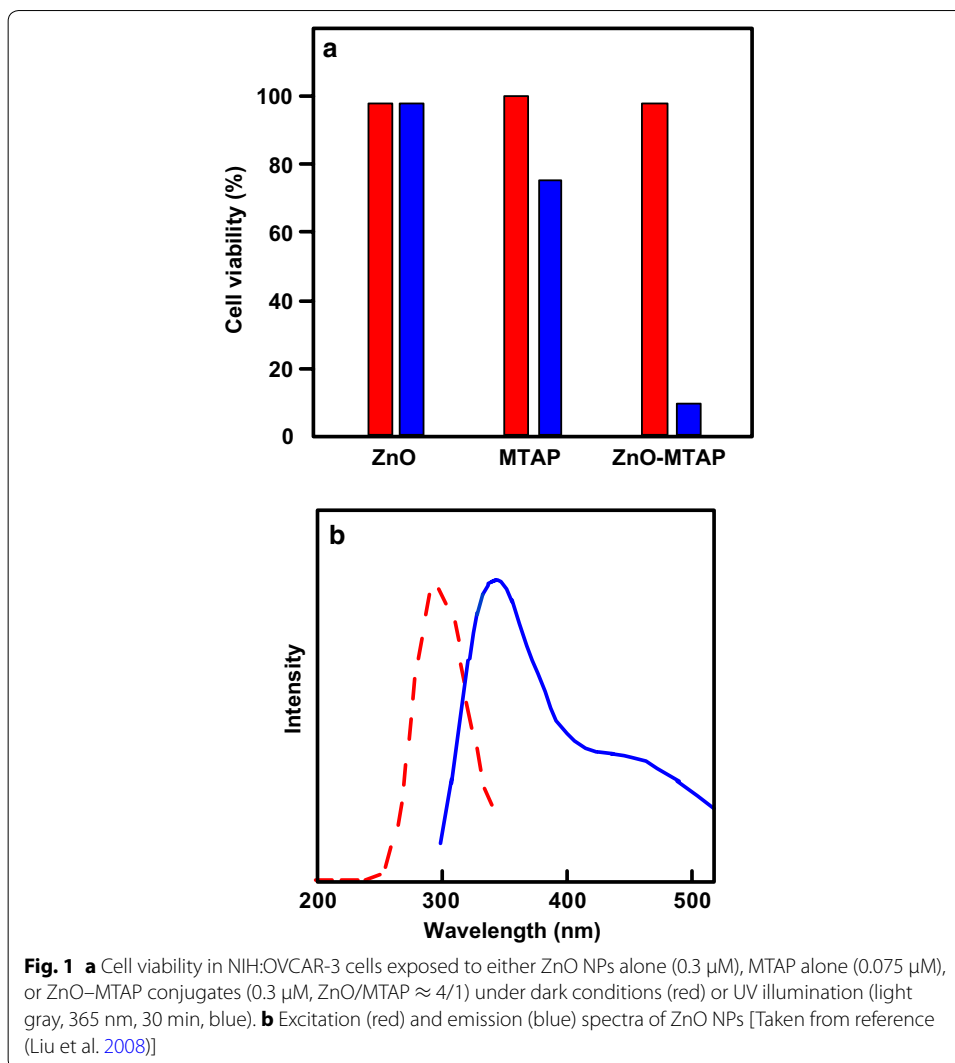 a
100
80
60
40
20
0
Cell viability (%)
ZnO MTAP ZnO-MTAP
b
Intensity
200 300 400 500
Wavelength (nm)
Fig. 1 a Cell viability in NIH:OVCAR-3 cells exposed to either ZnO NPs alone (0.3 μM), MTAP alone (0.075 μM),
or ZnO–MTAP conjugates (0.3 μM, ZnO/MTAP ≈ 4/1) under dark conditions (red) or UV illumination (light
gray, 365 nm, 30 min, blue). b Excitation (red) and emission (blue) spectra of ZnO NPs [Taken from reference
(Liu et al. 2008)]